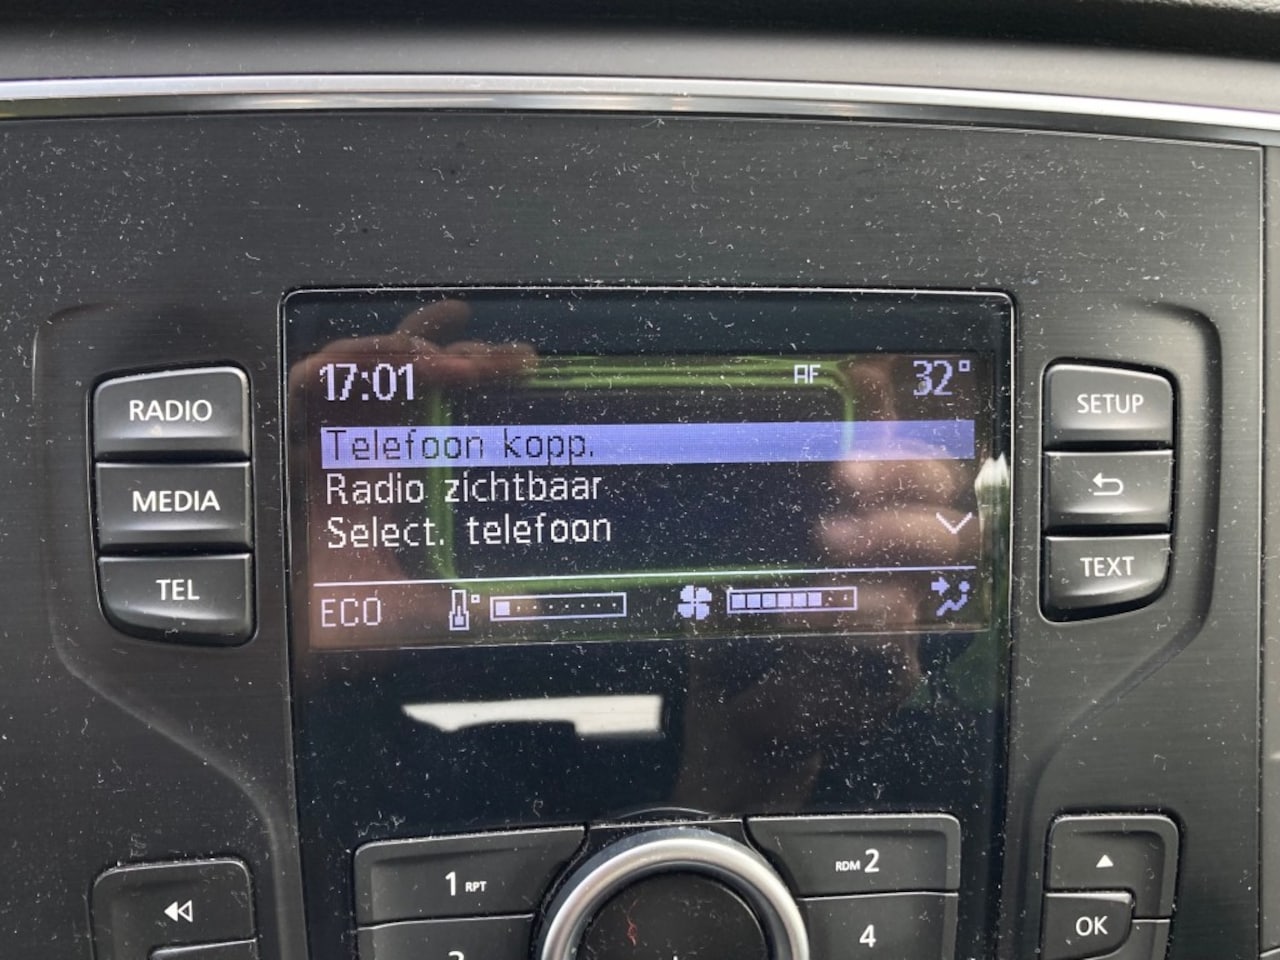 17:01 AF 32°
RADIO
SETUP
Telefoon kopp.
Radio zichtbaar
MEDIA
Select. telefoon
TEL
TEXT
ECO
1 RPT
RDM 2
3
4
OK